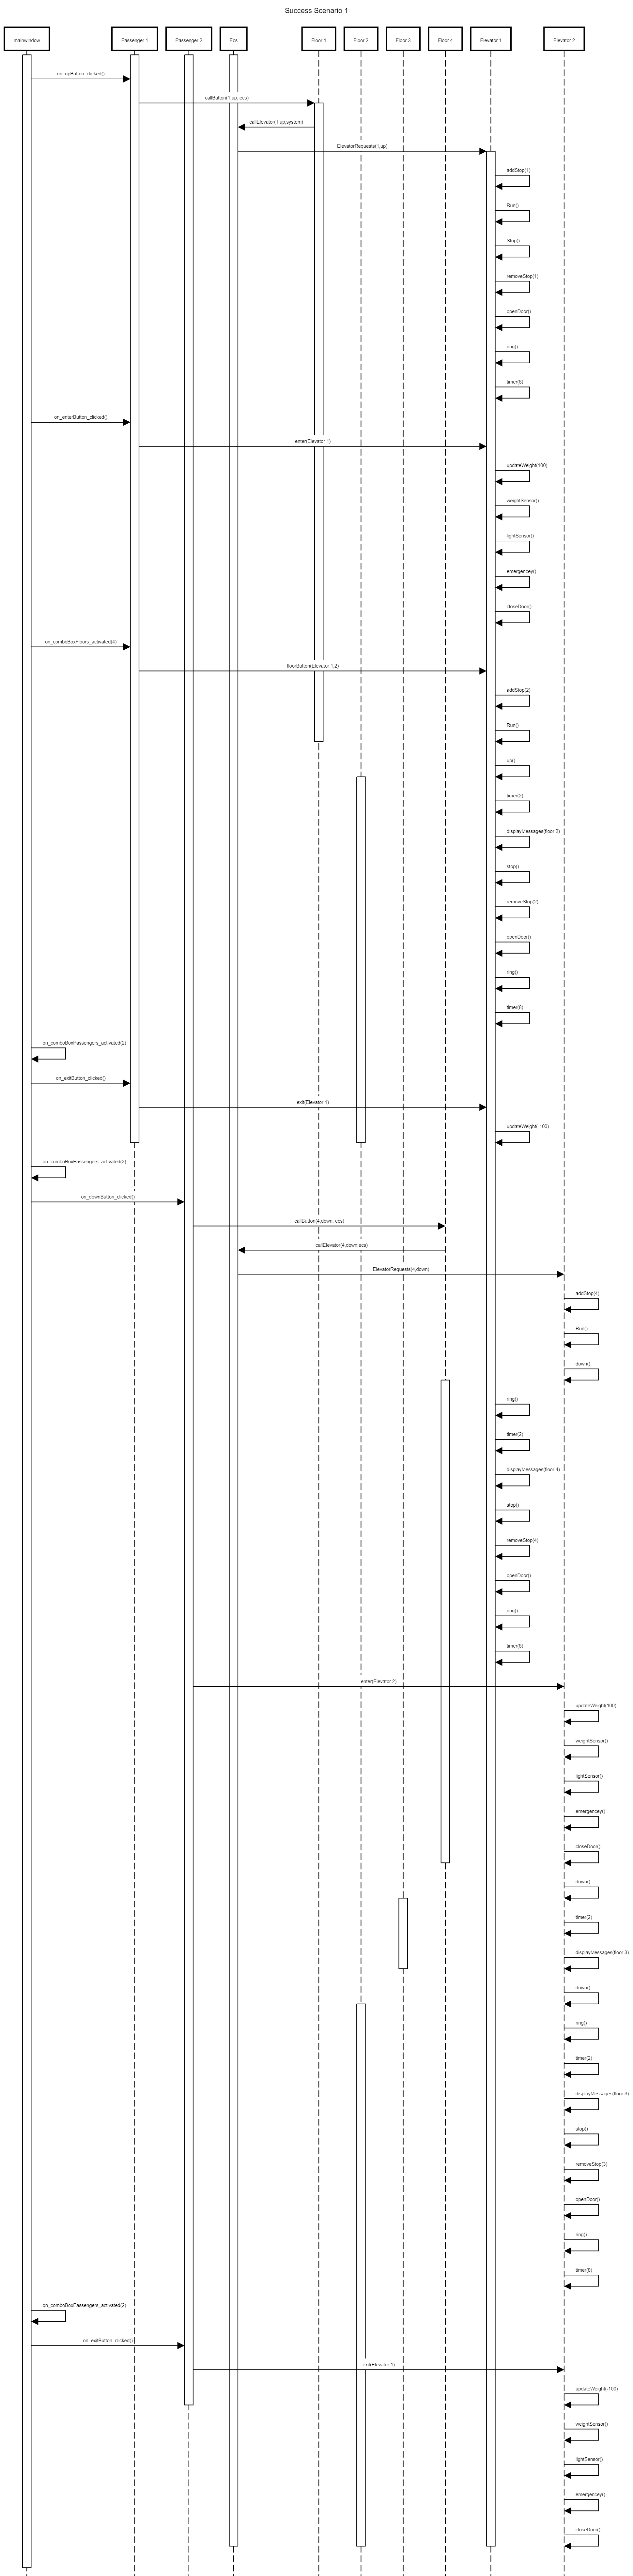 Success Scenario 1
mainwindow
Passenger 1
Passenger 2
Ecs
Floor 1
Floor 2
Floor 3
Floor 4
Elevator 1
Elevator 2
on_upButton_clicked()
callButton(1,up, ecs)
callElevator(1,up,system)
ElevatorRequests(1,up)
addStop(1)
Run()
Stop()
removeStop(1)
openDoor()
ring()
timer(8)
on_enterButton_clicked()
enter(Elevator 1)
updateWeight(100)
weightSensor()
lightSensor()
emergencey()
closeDoor()
on_comboBoxFloors_activated(4)
floorButton(Elevator 1,2)
addStop(2)
Run()
up()
timer(2)
displayMessages(floor 2)
stop()
removeStop(2)
openDoor()
ring()
timer(8)
on_comboBoxPassengers_activated(2)
on_exitButton_clicked()
exit(Elevator 1)
updateWeight(-100)
on_comboBoxPassengers_activated(2)
on_downButton_clicked()
callButton(4,down, ecs)
callElevator(4,down,ecs)
ElevatorRequests(4,down)
addStop(4)
Run()
down()
ring()
timer(2)
displayMessages(floor 4)
stop()
removeStop(4)
openDoor()
ring()
timer(8)
enter(Elevator 2)
updateWeight(100)
weightSensor()
lightSensor()
emergencey()
closeDoor()
down()
timer(2)
displayMessages(floor 3)
down()
ring()
timer(2)
displayMessages(floor 3)
stop()
removeStop(3)
openDoor()
ring()
timer(8)
on_comboBoxPassengers_activated(2)
on_exitButton_clicked()
exit(Elevator 1)
updateWeight(-100)
weightSensor()
lightSensor()
emergencey()
closeDoor()